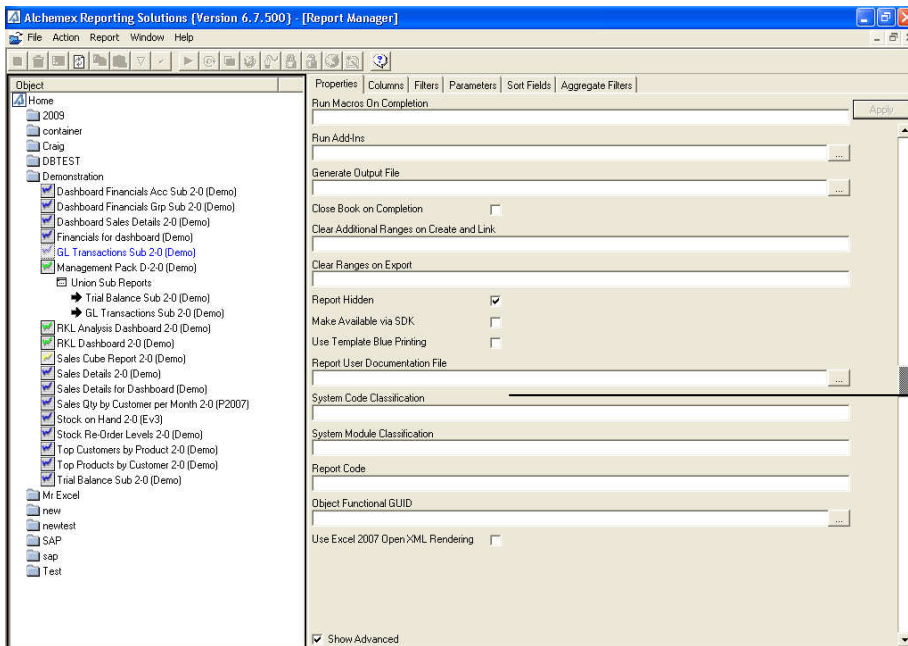 Alchemex Reporting Solutions {Version 6.7.500} - [Report Manager]
File Action Report Window Help
Object
Home
2009
container
Craig
DBTEST
Demonstration
Dashboard Financials Acc Sub 2-0 (Demo)
Dashboard Financials Grp Sub 2-0 (Demo)
Dashboard Sales Details 2-0 (Demo)
Financials for dashboard (Demo)
GL Transactions Sub 2-0 (Demo)
Management Pack D-2-0 (Demo)
Union Sub Reports
Trial Balance Sub 2-0 (Demo)
GL Transactions Sub 2-0 (Demo)
RKL Analysis Dashboard 2-0 (Demo)
RKL Dashboard 2-0 (Demo)
Sales Cube Report 2-0 (Demo)
Sales Details 2-0 (Demo)
Sales Details for Dashboard (Demo)
Sales Qty by Customer per Month 2-0 (P2007)
Stock on Hand 2-0 (Ev3)
Stock Re-Order Levels 2-0 (Demo)
Top Customers by Product 2-0 (Demo)
Top Products by Customer 2-0 (Demo)
Trial Balance Sub 2-0 (Demo)
Mr Excel
new
newtest
SAP
sap
Test
Properties Columns Filters Parameters Sort Fields Aggregate Filters
Run Macros On Completion
Apply
Run Add-Ins
...
Generate Output File
...
Close Book on Completion
Clear Additional Ranges on Create and Link
Clear Ranges on Export
Report Hidden
Make Available via SDK
Use Template Blue Printing
Report User Documentation File
...
System Code Classification
System Module Classification
Report Code
Object Functional GUID
...
Use Excel 2007 Open XML Rendering
Show Advanced